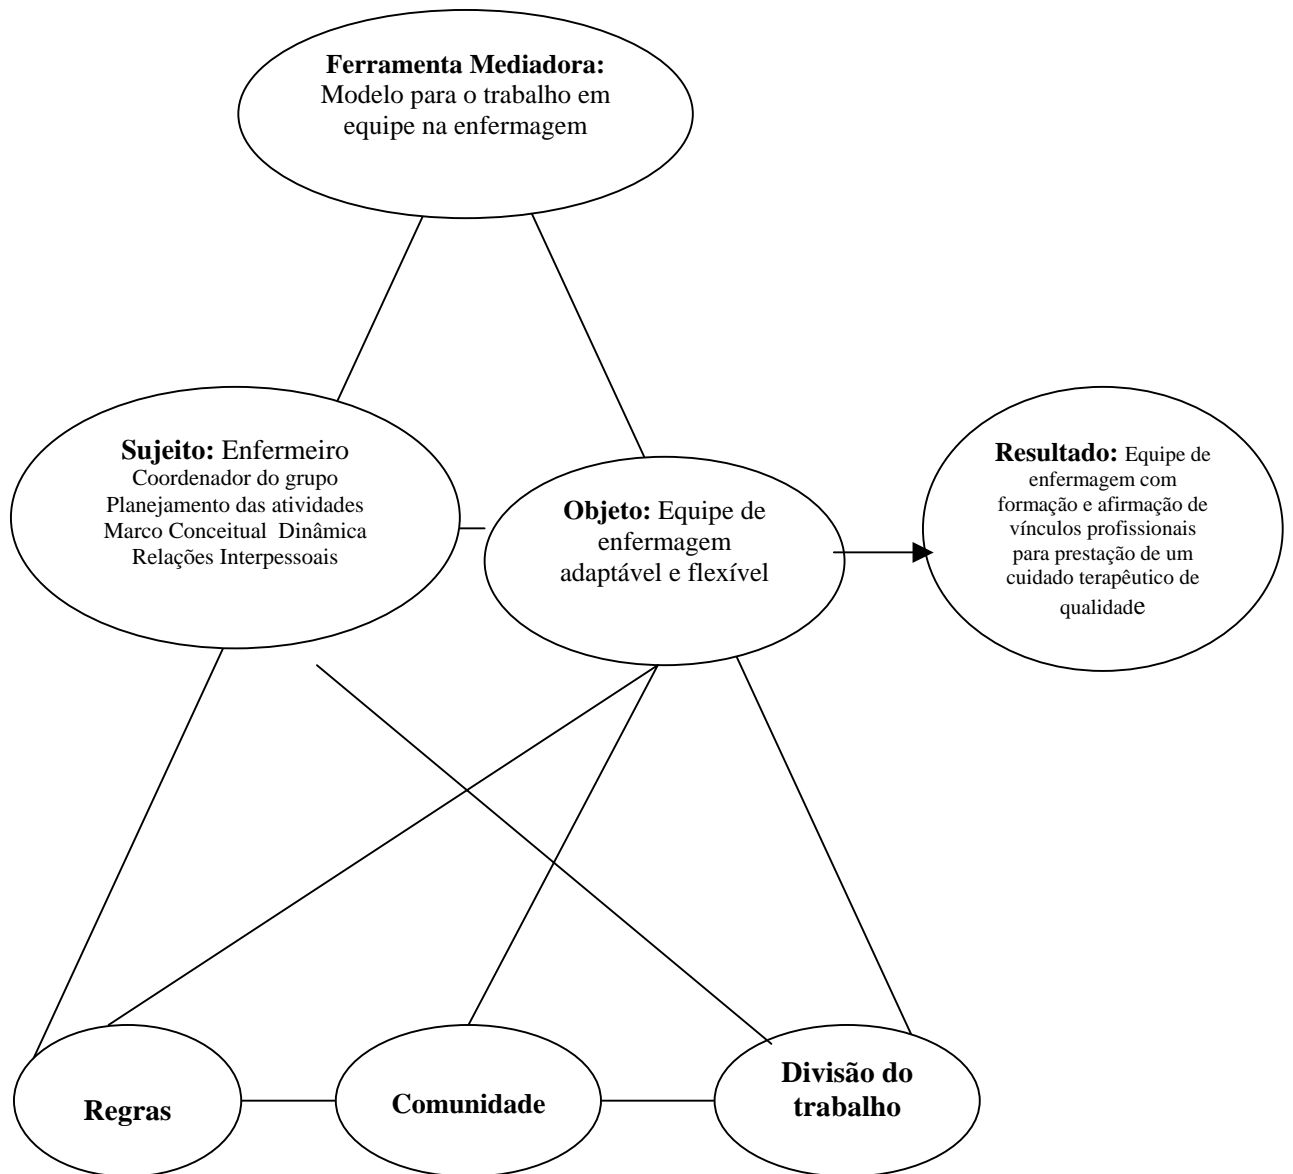 Ferramenta Mediadora:
Modelo para o trabalho em
equipe na enfermagem
Sujeito: Enfermeiro
Coordenador do grupo
Planejamento das atividades
Marco Conceitual  Dinâmica
Relações Interpessoais
Objeto: Equipe de
enfermagem
adaptável e flexível
Resultado: Equipe de
enfermagem com
formação e afirmação de
vínculos profissionais
para prestação de um
cuidado terapêutico de
qualidade
Regras
Comunidade
Divisão do
trabalho